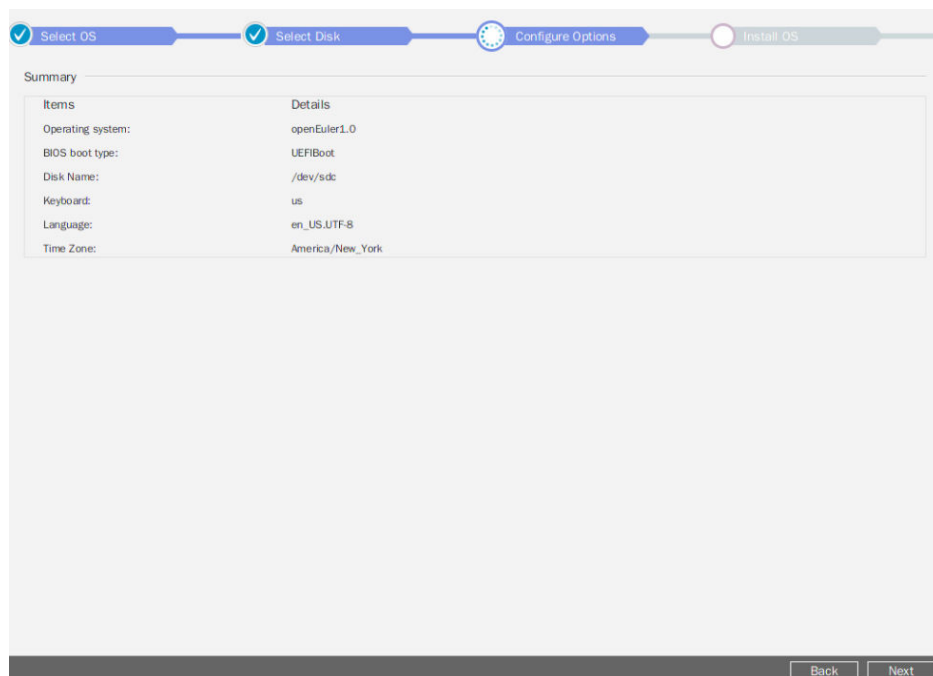 Select OS Select Disk Configure Options Install OS
Summary
Items Details
Operating system: openEuler1.0
BIOS boot type: UEFIBoot
Disk Name: /dev/sdc
Keyboard: us
Language: en_US.UTF-8
Time Zone: America/New_York
Back Next